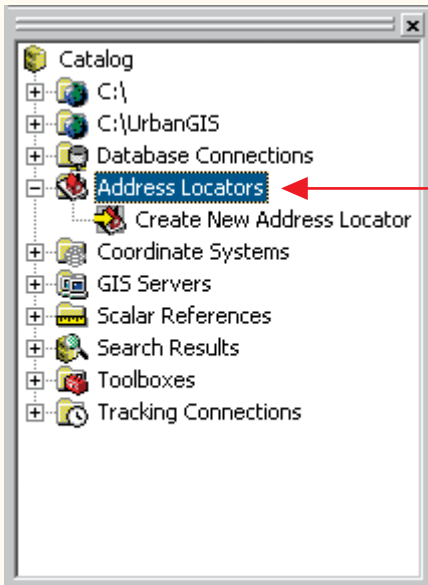 Catalog
C:\
C:\UrbanGIS
Database Connections
Address Locators
Create New Address Locator
Coordinate Systems
GIS Servers
Scalar References
Search Results
Toolboxes
Tracking Connections